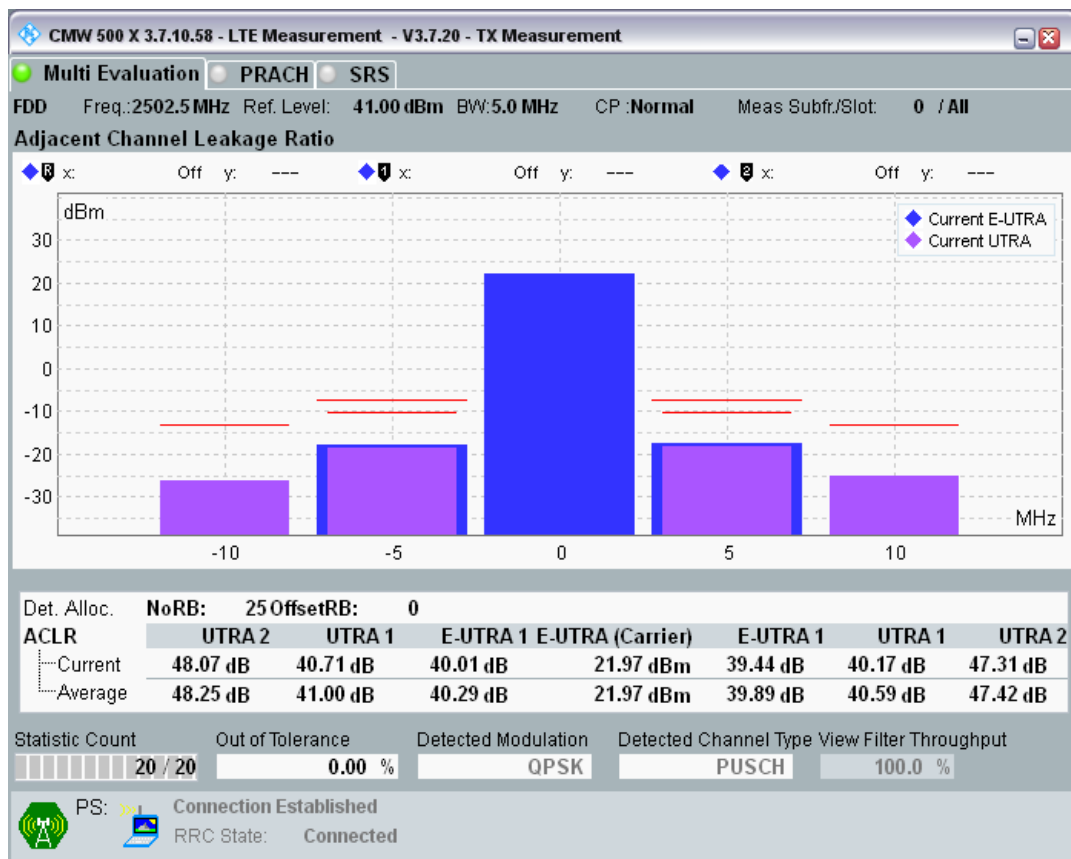 CMW 500 X 3.7.10.58 - LTE Measurement - V3.7.20 - TX Measurement
Multi Evaluation PRACH SRS
FDD Freq.:2502.5 MHz Ref. Level: 41.00 dBm BW:5.0 MHz CP :Normal Meas Subfr./Slot: 0 / All
Adjacent Channel Leakage Ratio
R x: Off y: --- 1 x: Off y: --- 2 x: Off y: ---
dBm
Current E-UTRA
Current UTRA
30
20
10
0
-10
-20
-30
MHz
-10 -5 0 5 10
Det. Alloc. NoRB: 25 OffsetRB: 0
ACLR UTRA 2 UTRA 1 E-UTRA 1 E-UTRA (Carrier) E-UTRA 1 UTRA 1 UTRA 2
Current 48.07 dB 40.71 dB 40.01 dB 21.97 dBm 39.44 dB 40.17 dB 47.31 dB
Average 48.25 dB 41.00 dB 40.29 dB 21.97 dBm 39.89 dB 40.59 dB 47.42 dB
Statistic Count Out of Tolerance Detected Modulation Detected Channel Type View Filter Throughput
20 / 20 0.00 % QPSK PUSCH 100.0 %
PS: Connection Established
RRC State: Connected